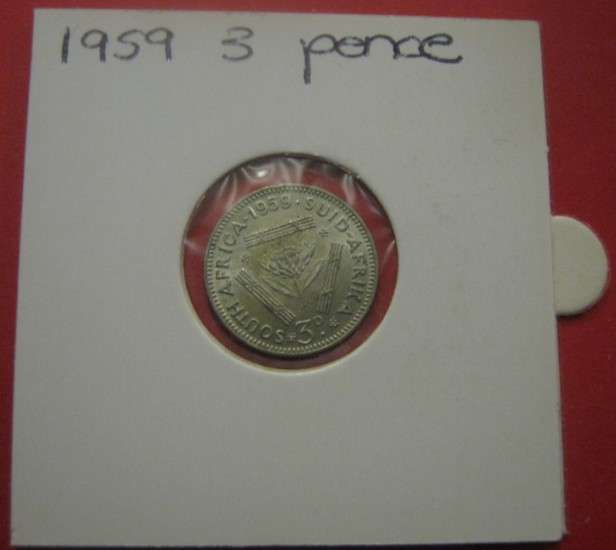 1959 3 pence
SOUTH AFRICA · 1959 · SUID-AFRIKA
3D